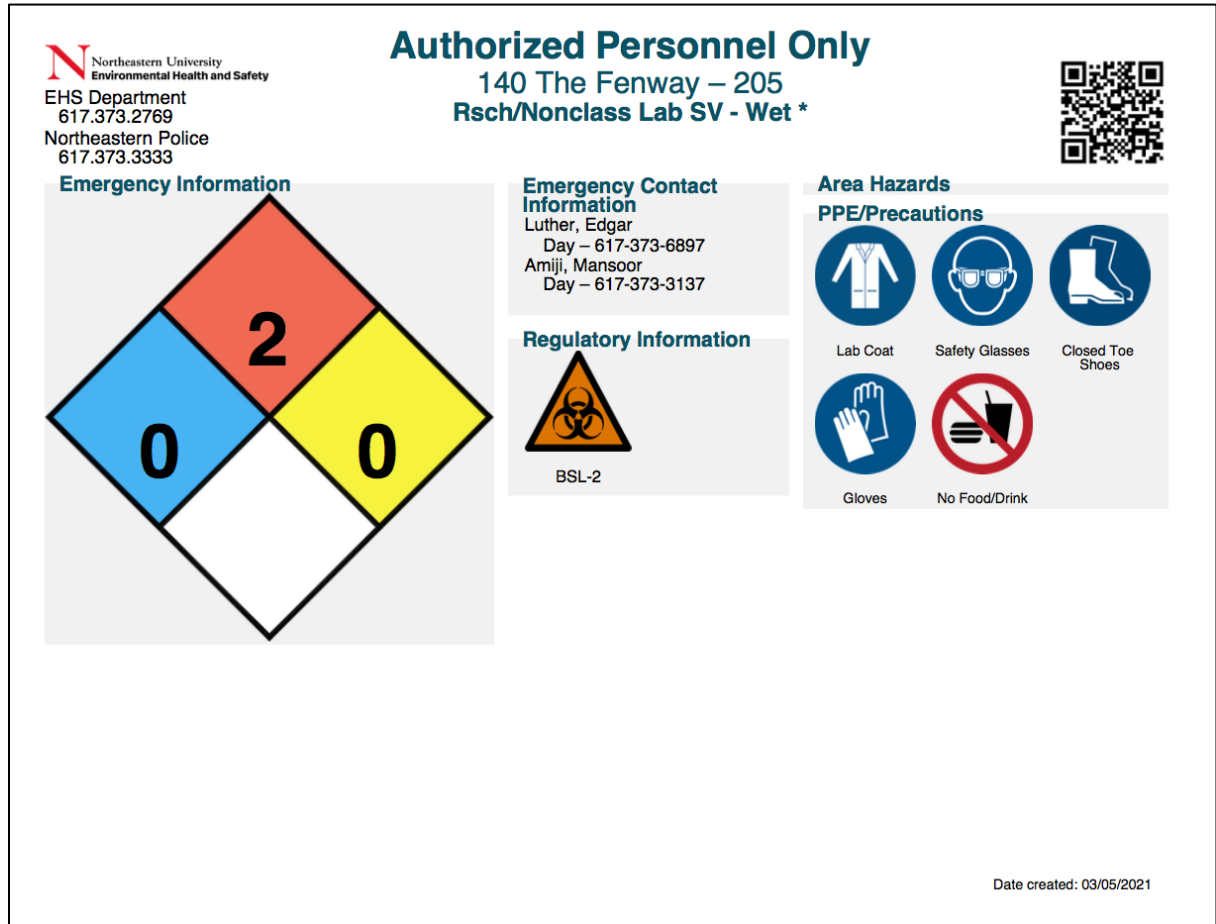 Authorized Personnel Only
140 The Fenway – 205
Rsch/Nonclass Lab SV - Wet *
N Northeastern University
Environmental Health and Safety
EHS Department
617.373.2769
Northeastern Police
617.373.3333
Emergency Information
2
0
0
Emergency Contact
Information
Luther, Edgar
Day – 617-373-6897
Amiji, Mansoor
Day – 617-373-3137
Regulatory Information
BSL-2
Area Hazards
PPE/Precautions
Lab Coat
Safety Glasses
Closed Toe
Shoes
Gloves
No Food/Drink
Date created: 03/05/2021